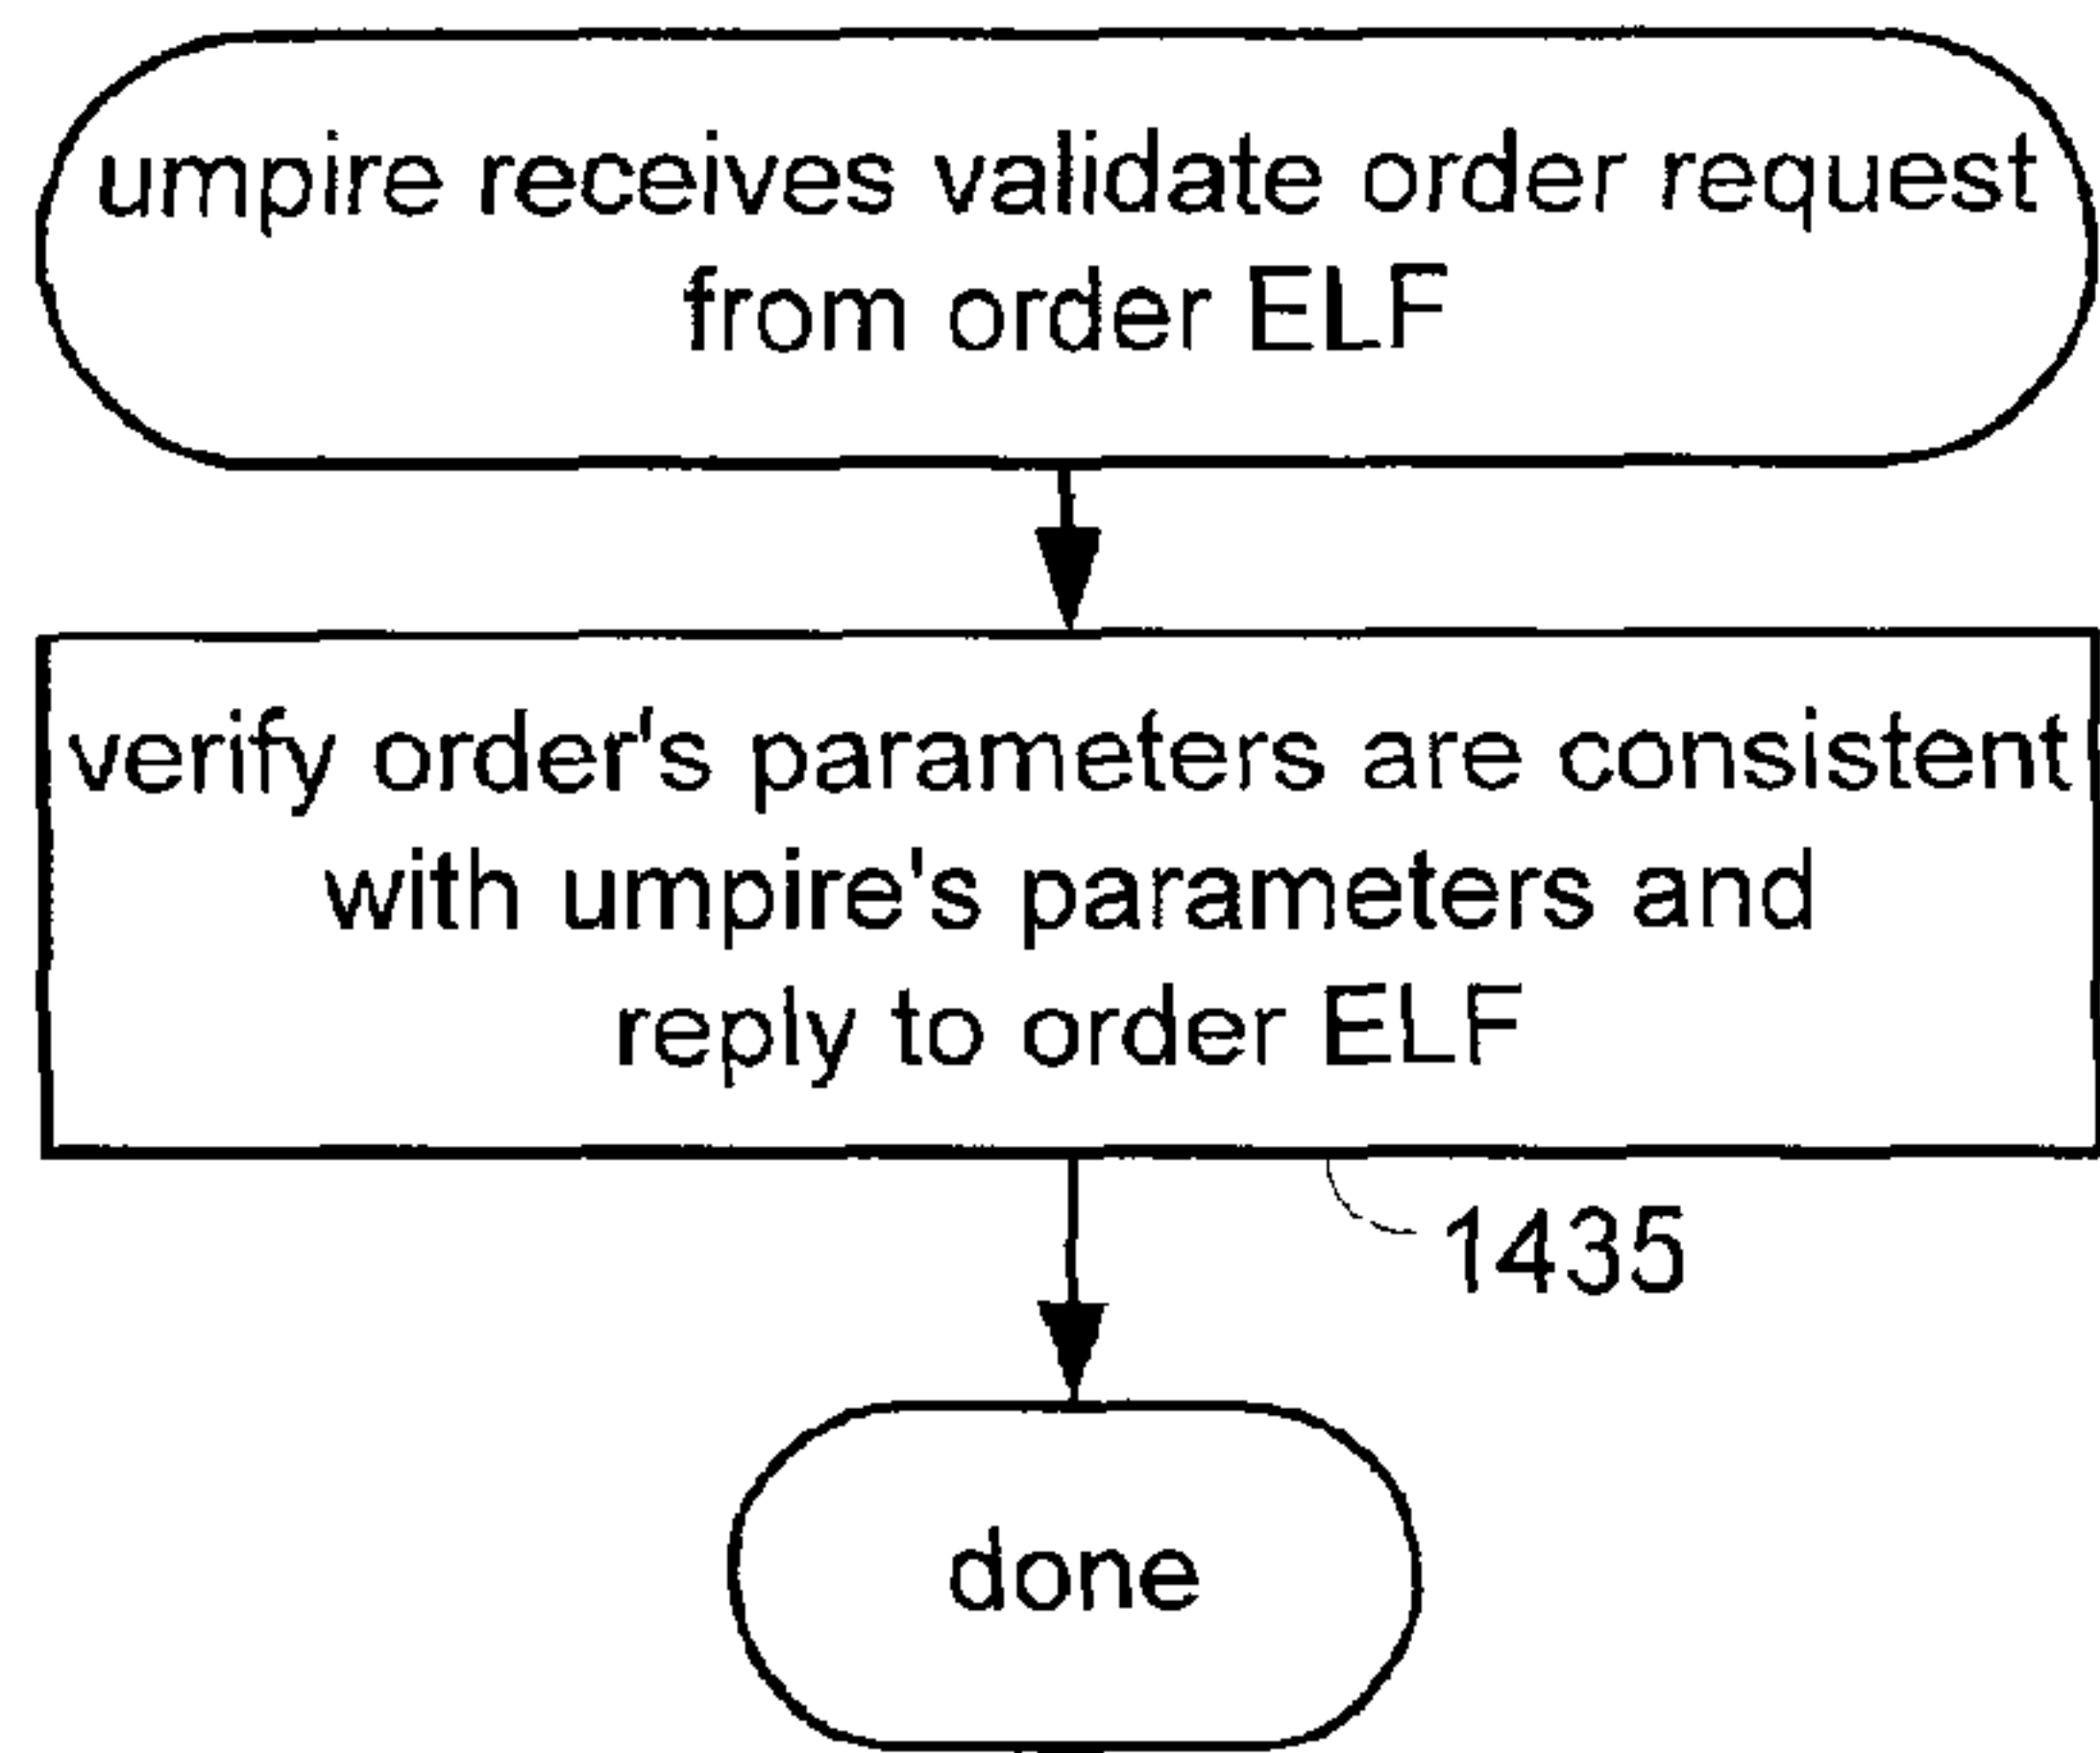 umpire receives validate order request
from order ELF
verify order's parameters are consistent
with umpire's parameters and
reply to order ELF
1435
done